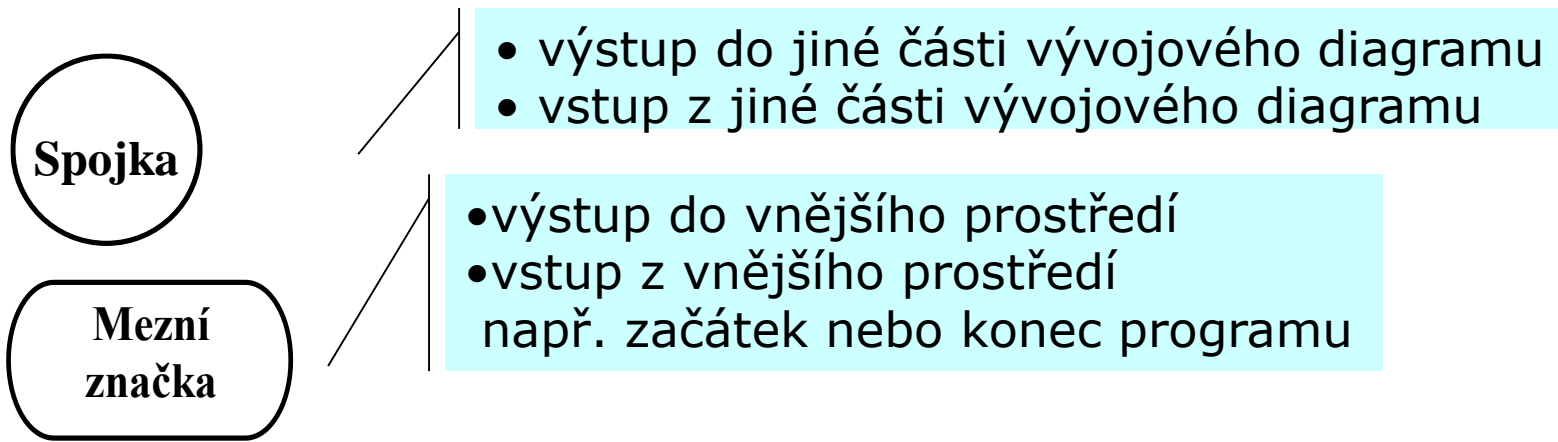 Spojka
• výstup do jiné části vývojového diagramu
• vstup z jiné části vývojového diagramu
Mezní
značka
•výstup do vnějšího prostředí
•vstup z vnějšího prostředí
např. začátek nebo konec programu